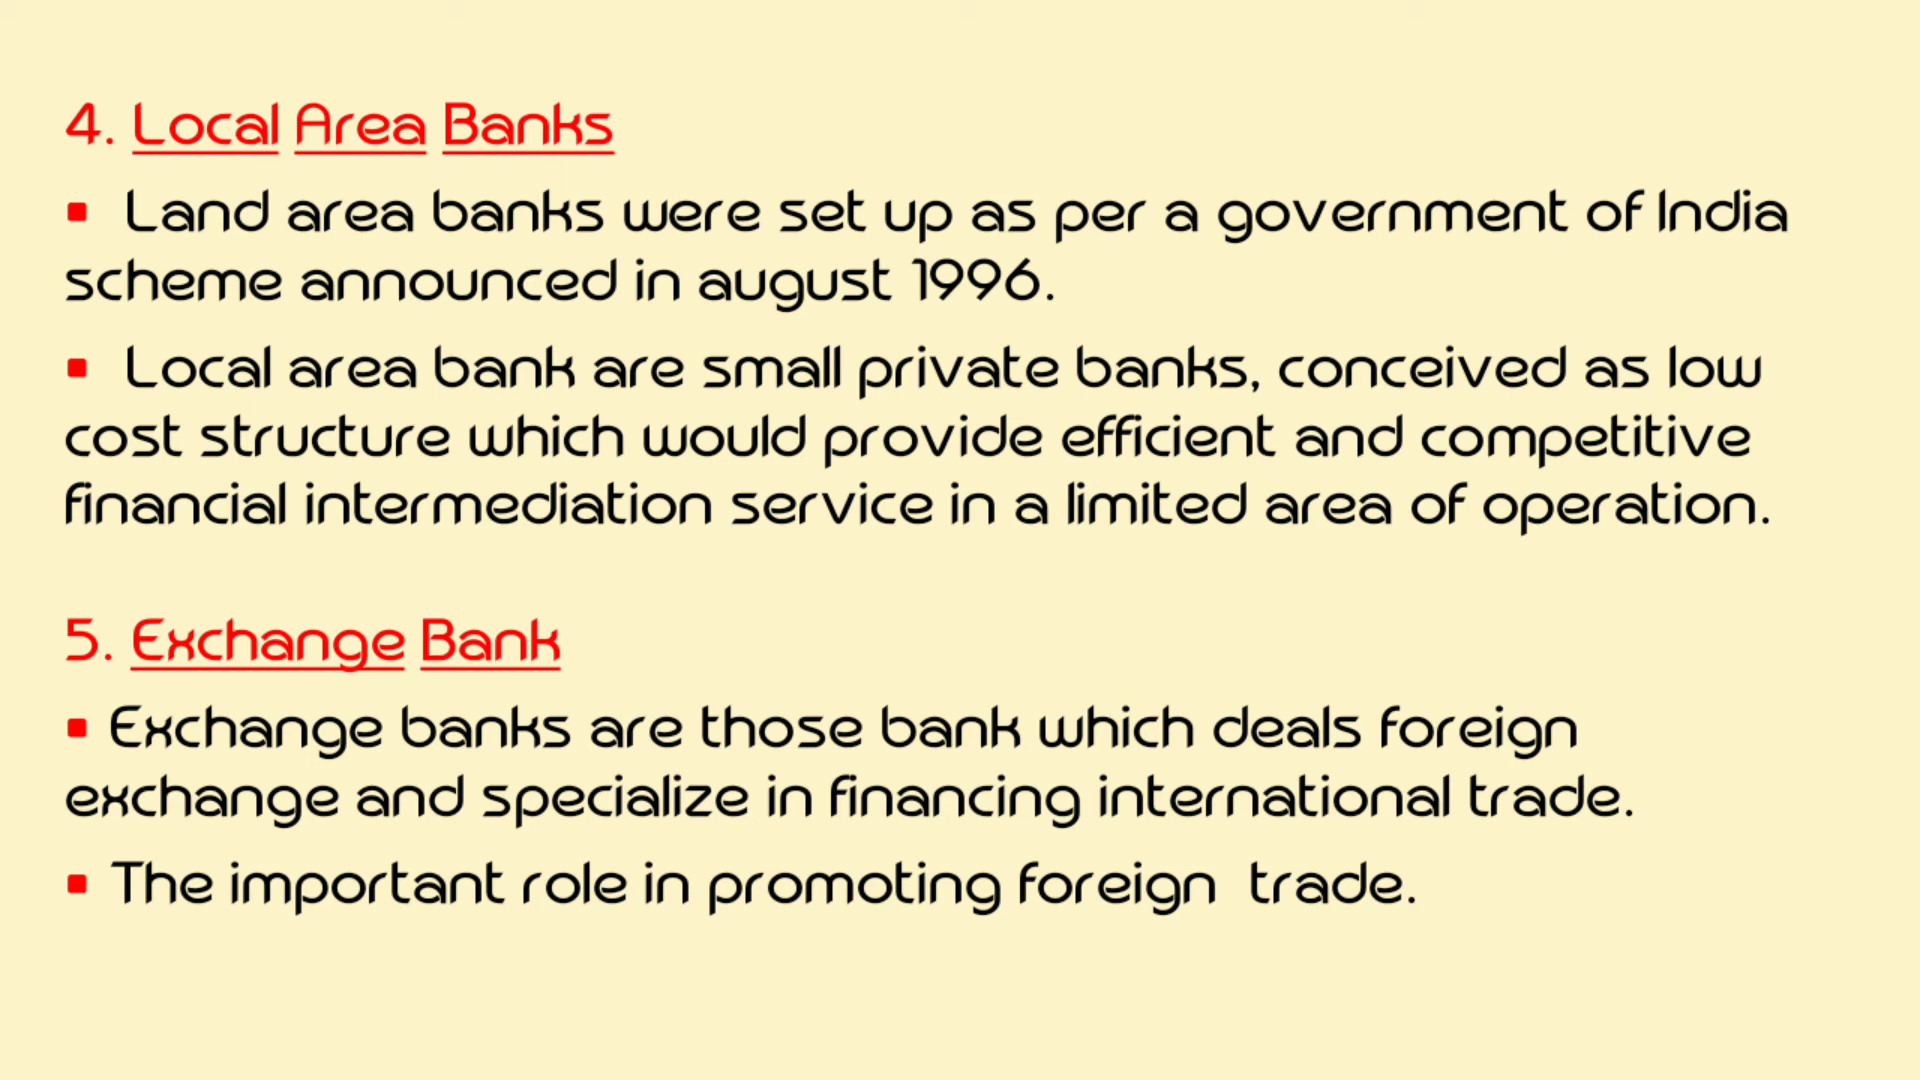 4. Local Area Banks
▪ Land area banks were set up as per a government of India
scheme announced in august 1996.
▪ Local area bank are small private banks, conceived as low
cost structure which would provide efficient and competitive
financial intermediation service in a limited area of operation.
5. Exchange Bank
▪ Exchange banks are those bank which deals foreign
exchange and specialize in financing international trade.
▪ The important role in promoting foreign  trade.